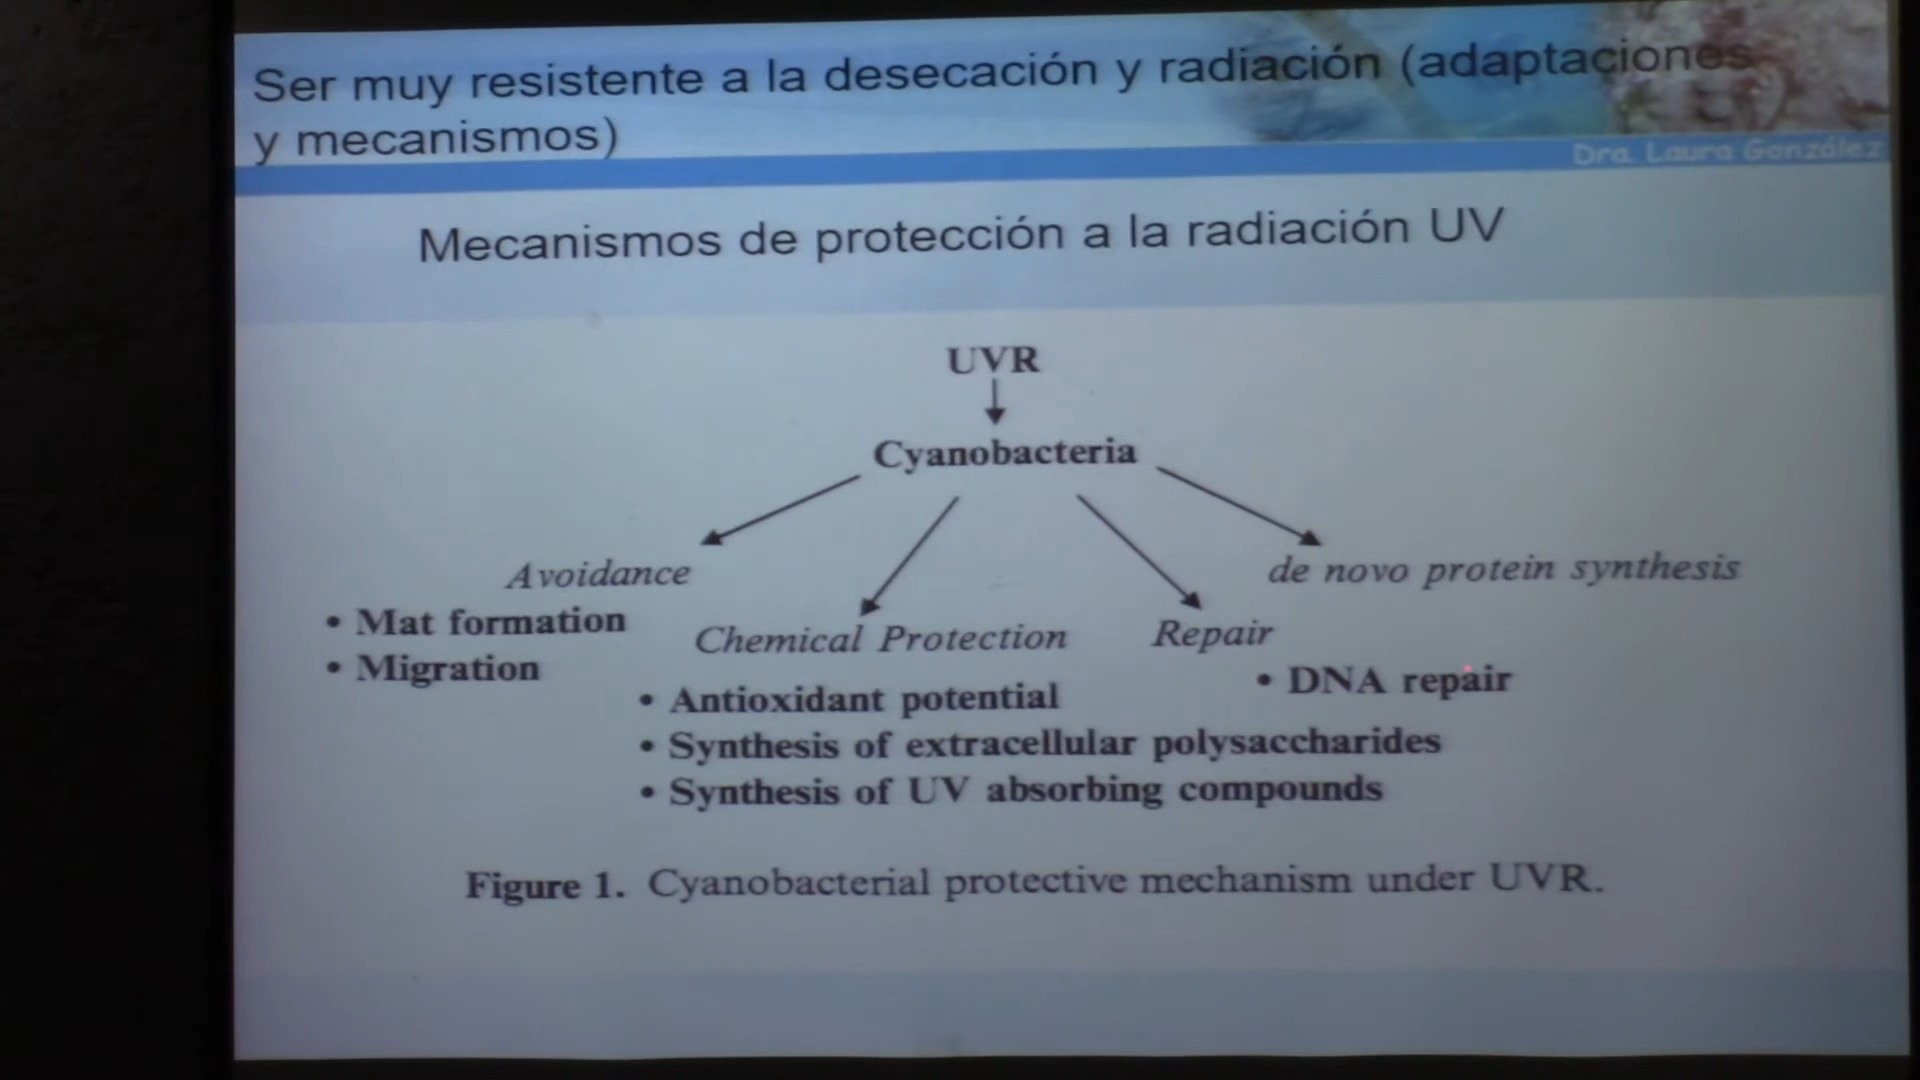 Ser muy resistente a la desecación y radiación (adaptaciones
y mecanismos)
Dra. Laura González
Mecanismos de protección a la radiación UV
UVR
Cyanobacteria
Avoidance
• Mat formation
• Migration
Chemical Protection
• Antioxidant potential
• Synthesis of extracellular polysaccharides
• Synthesis of UV absorbing compounds
Repair
• DNA repair
de novo protein synthesis
Figure 1. Cyanobacterial protective mechanism under UVR.